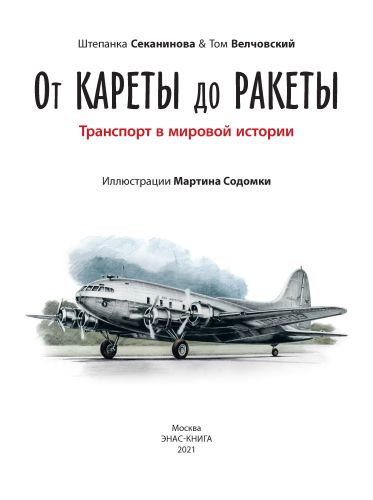 Штепанка Секанинова & Том Велчовский
От КАРЕТЫ до РАКЕТЫ
Транспорт в мировой истории
Иллюстрации Мартина Содомки
Москва
ЭНАС-КНИГА
2021